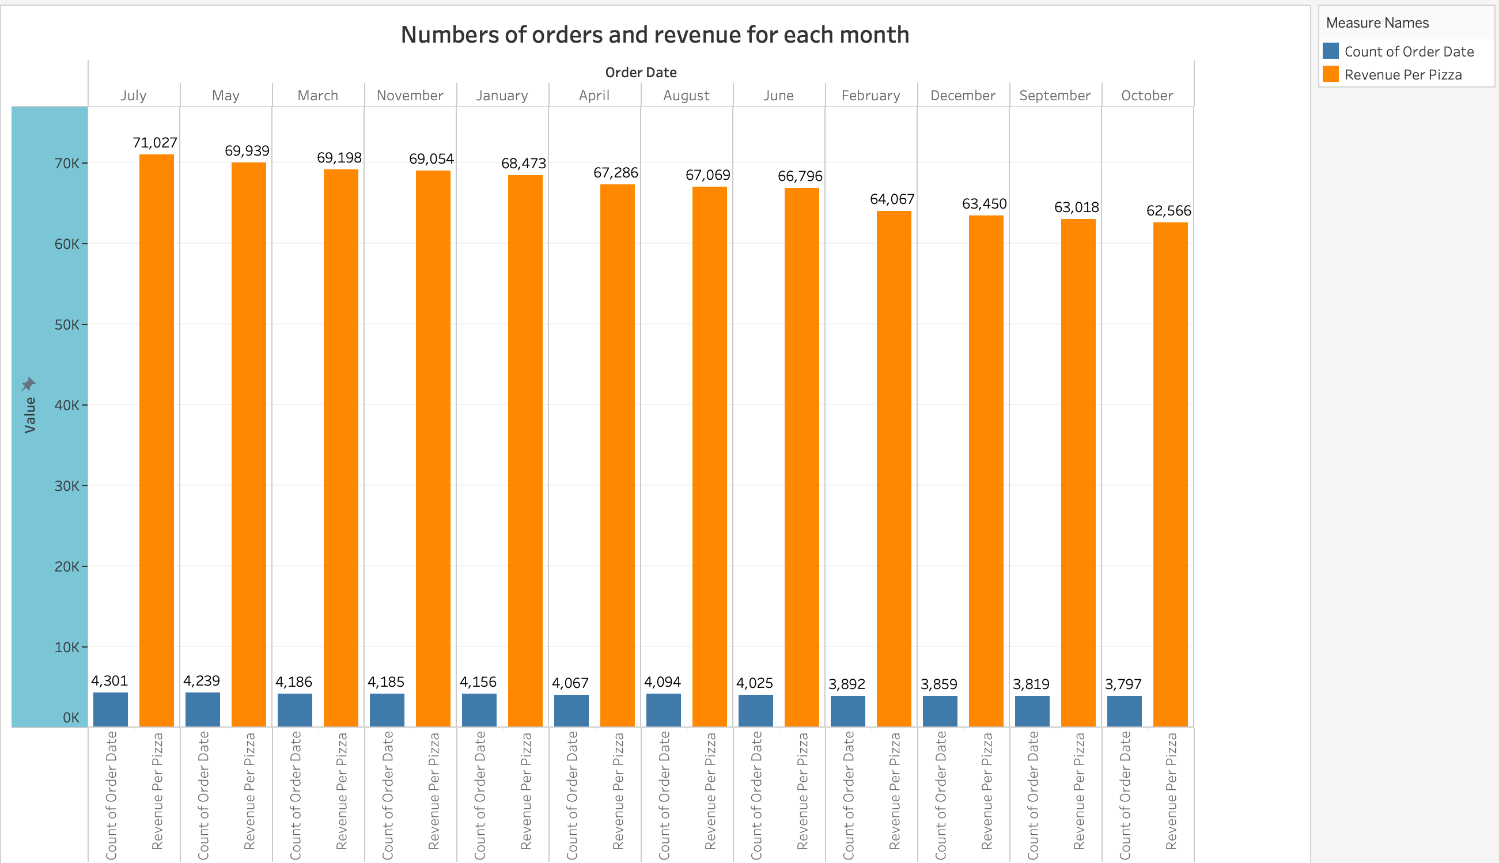 Numbers of orders and revenue for each month
Measure Names
Count of Order Date
Revenue Per Pizza
Order Date
July May March November January April August June February December September October
71,027 69,939 69,198 69,054 68,473 67,286 67,069 66,796 64,067 63,450 63,018 62,566
70K
60K
50K
40K
Value
30K
20K
10K
4,301 4,239 4,186 4,185 4,156 4,067 4,094 4,025 3,892 3,859 3,819 3,797
0K
Count of Order Date
Revenue Per Pizza
Count of Order Date
Revenue Per Pizza
Count of Order Date
Revenue Per Pizza
Count of Order Date
Revenue Per Pizza
Count of Order Date
Revenue Per Pizza
Count of Order Date
Revenue Per Pizza
Count of Order Date
Revenue Per Pizza
Count of Order Date
Revenue Per Pizza
Count of Order Date
Revenue Per Pizza
Count of Order Date
Revenue Per Pizza
Count of Order Date
Revenue Per Pizza
Count of Order Date
Revenue Per Pizza